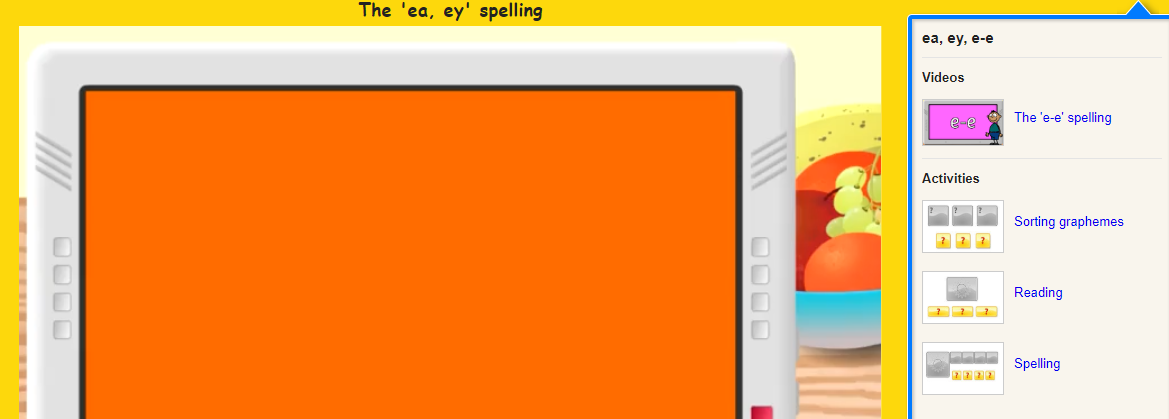 The 'ea, ey' spelling
ea, ey, e-e
Videos
e-e
The 'e-e' spelling
Activities
? ? ?
? ? ?
Sorting graphemes
? ? ?
Reading
? ? ? ?
Spelling